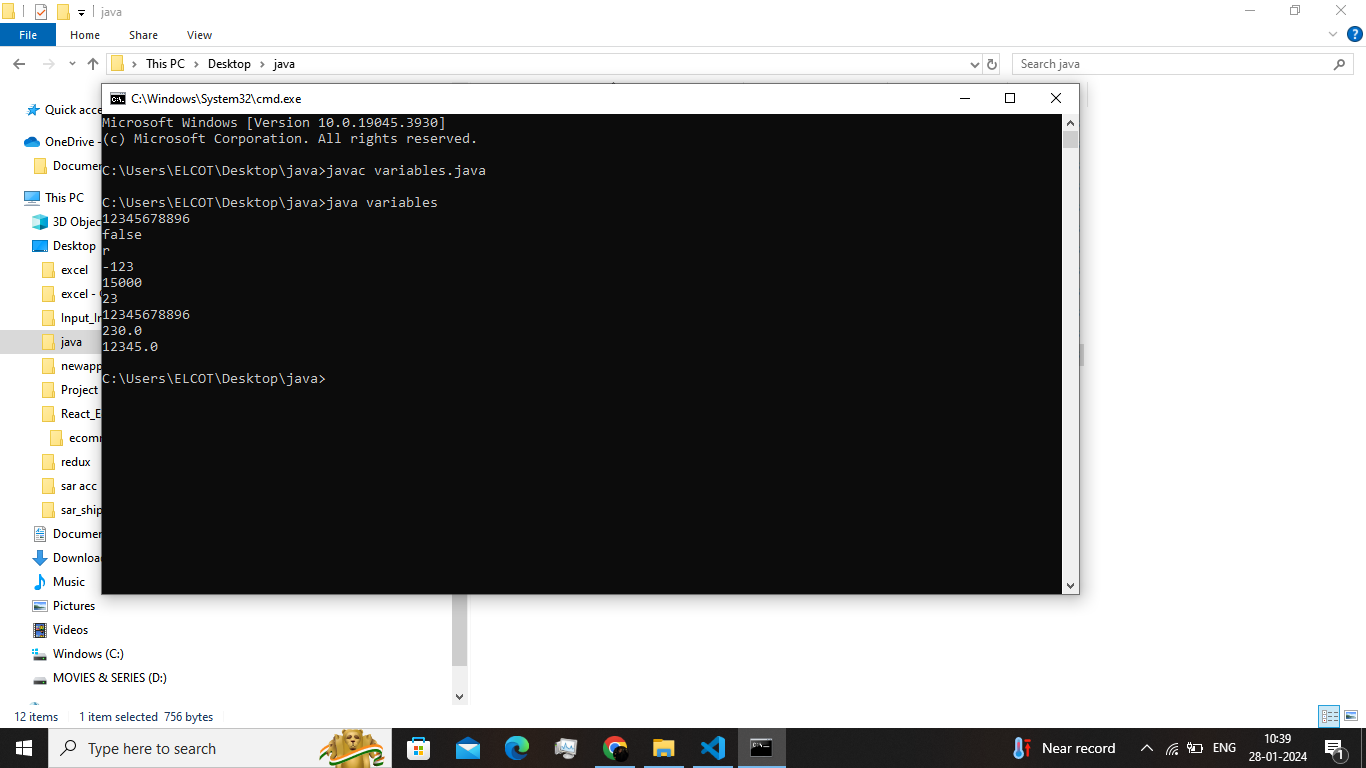 java
File Home Share View
This PC Desktop java
Search java
C:\Windows\System32\cmd.exe
Microsoft Windows [Version 10.0.19045.3930]
(c) Microsoft Corporation. All rights reserved.
C:\Users\ELCOT\Desktop\java>javac variables.java
C:\Users\ELCOT\Desktop\java>java variables
12345678896
false
r
-123
15000
23
12345678896
230.0
12345.0
C:\Users\ELCOT\Desktop\java>
Quick acce
OneDrive -
Documen
This PC
3D Objec
Desktop
excel
excel -
Input_In
java
newapp
Project
React_E
ecomm
redux
sar acc
sar_ship
Documen
Downloa
Music
Pictures
Videos
Windows (C:)
MOVIES & SERIES (D:)
12 items 1 item selected 756 bytes
Type here to search
Near record
ENG
10:39
28-01-2024
1